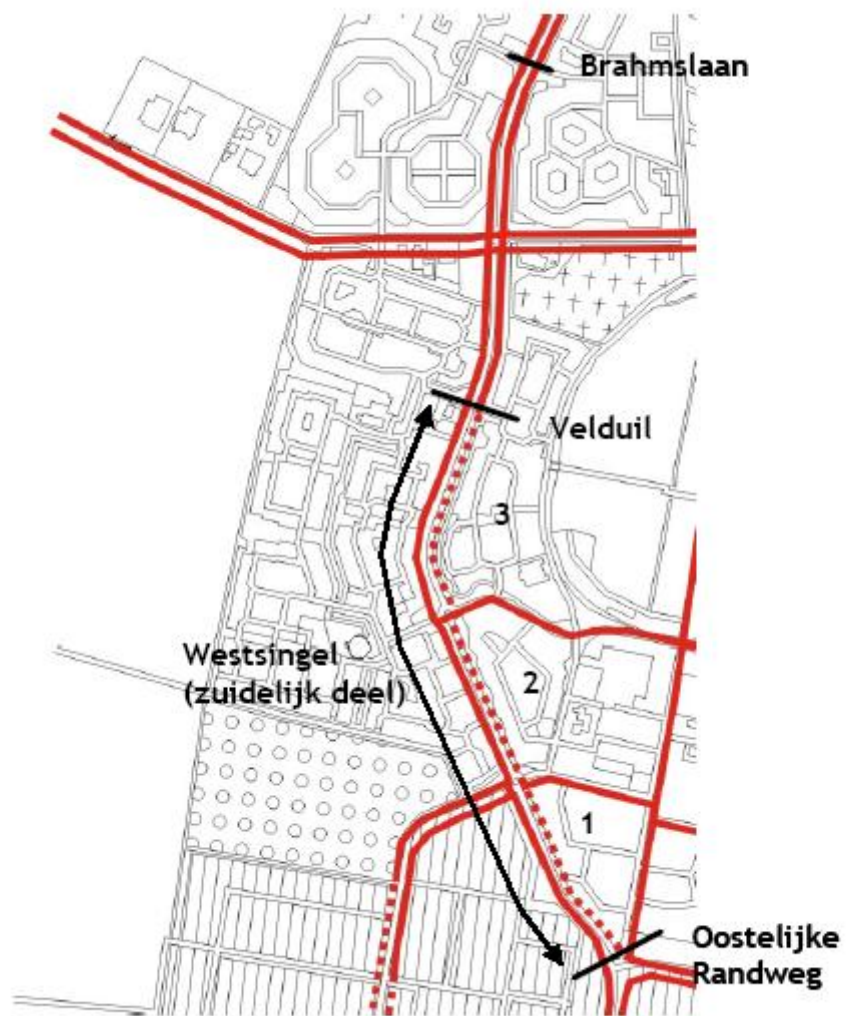 Brahmslaan
Velduil
3
Westsingel
(zuidelijk deel)
2
1
Oostelijke
Randweg